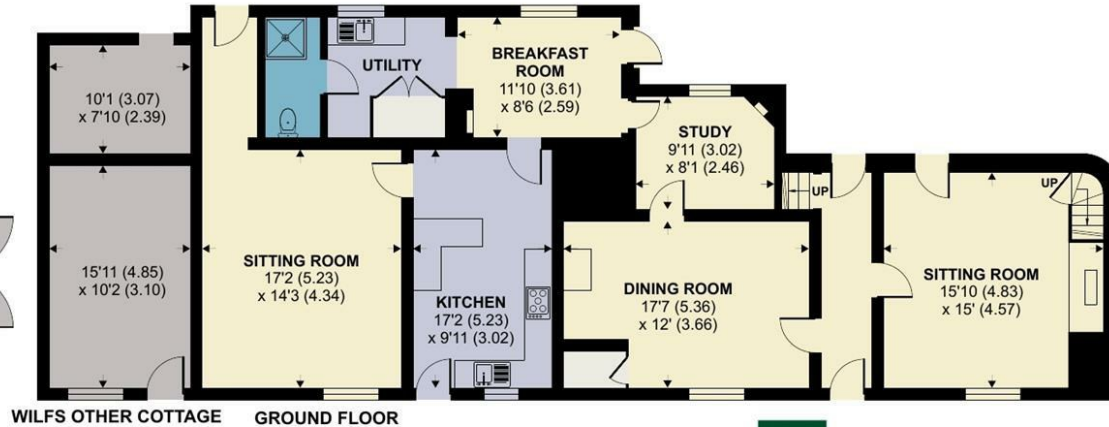 10'1 (3.07)
x 7'10 (2.39)
15'11 (4.85)
x 10'2 (3.10)
UTILITY
BREAKFAST
ROOM
11'10 (3.61)
x 8'6 (2.59)
STUDY
9'11 (3.02)
x 8'1 (2.46)
UP
UP
SITTING ROOM
17'2 (5.23)
x 14'3 (4.34)
KITCHEN
17'2 (5.23)
x 9'11 (3.02)
DINING ROOM
17'7 (5.36)
x 12' (3.66)
SITTING ROOM
15'10 (4.83)
x 15' (4.57)
WILFS OTHER COTTAGE
GROUND FLOOR